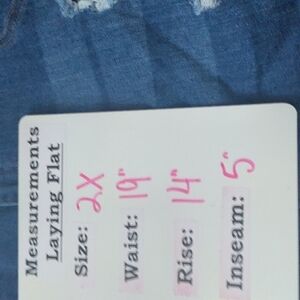 Measurements
Laying Flat
Size: 2X
Waist: 19"
Rise: 14"
Inseam: 5"